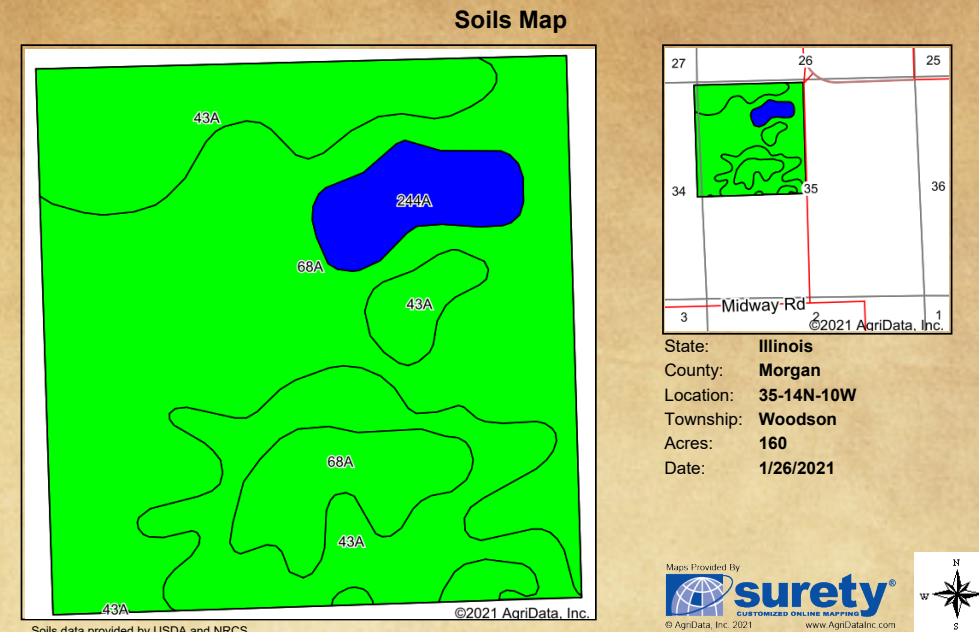 Soils Map
43A
244A
68A
43A
68A
43A
43A
©2021 AgriData, Inc.
Soils data provided by USDA and NRCS.
27
26
25
34
35
36
Midway Rd
3
2
1
©2021 AgriData, Inc.
State: Illinois
County: Morgan
Location: 35-14N-10W
Township: Woodson
Acres: 160
Date: 1/26/2021
Maps Provided By
surety®
CUSTOMIZED ONLINE MAPPING
© AgriData, Inc. 2021 www.AgriDataInc.com
N
W E
S